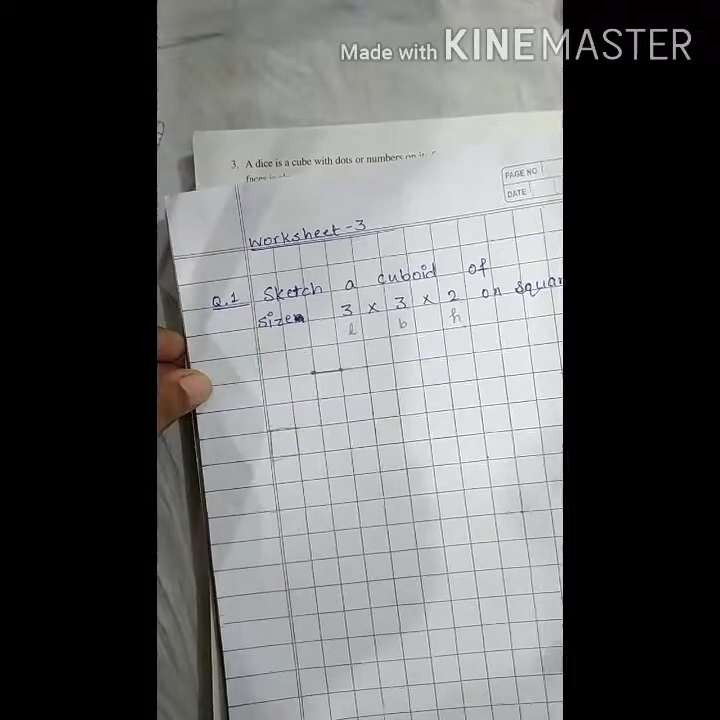 Made with KINEMASTER
3. A dice is a cube with dots or numbers on
PAGE NO
DATE
Worksheet-3
Q.1 Sketch a cuboid of
size 3 x 3 x 2 on squar
l b h